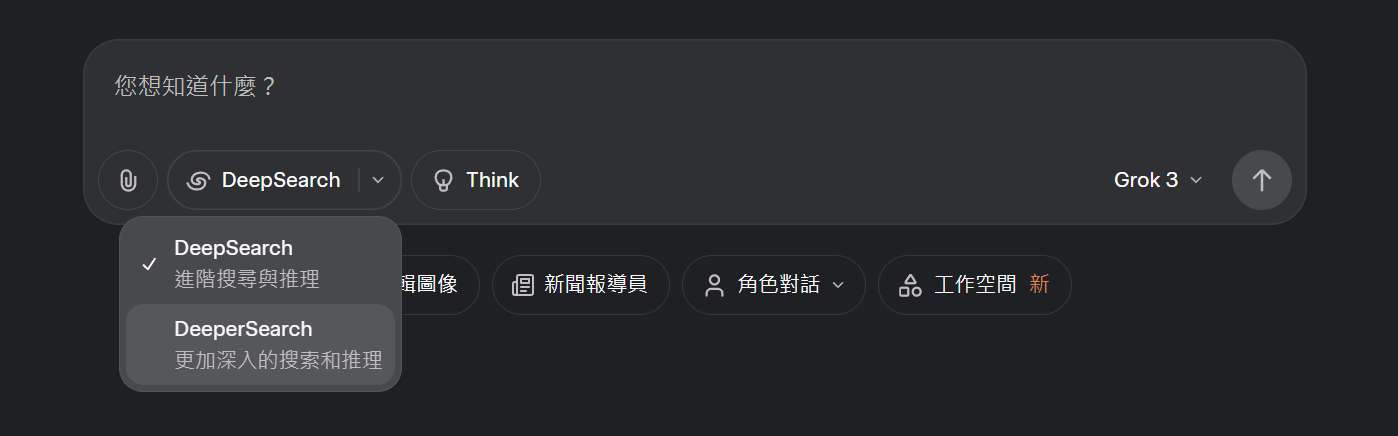 您想知道什麼？
DeepSearch
Think
Grok 3
DeepSearch
進階搜尋與推理
DeeperSearch
更加深入的搜索和推理
輯圖像
新聞報導員
角色對話
工作空間 新